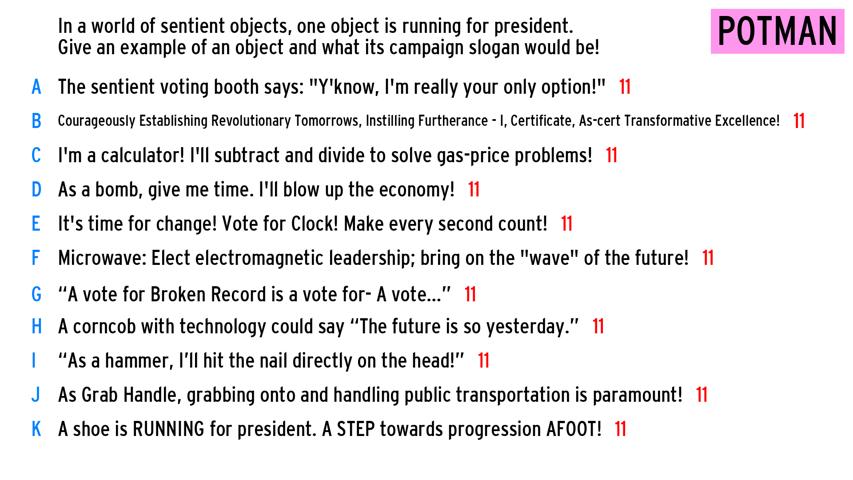 In a world of sentient objects, one object is running for president.
Give an example of an object and what its campaign slogan would be!
POTMAN
A The sentient voting booth says: "Y'know, I'm really your only option!" 11
B Courageously Establishing Revolutionary Tomorrows, Instilling Furtherance - I, Certificate, As-cert Transformative Excellence! 11
C I'm a calculator! I'll subtract and divide to solve gas-price problems! 11
D As a bomb, give me time. I'll blow up the economy! 11
E It's time for change! Vote for Clock! Make every second count! 11
F Microwave: Elect electromagnetic leadership; bring on the "wave" of the future! 11
G “A vote for Broken Record is a vote for- A vote...” 11
H A corncob with technology could say “The future is so yesterday.” 11
I “As a hammer, I’ll hit the nail directly on the head!” 11
J As Grab Handle, grabbing onto and handling public transportation is paramount! 11
K A shoe is RUNNING for president. A STEP towards progression AFOOT! 11